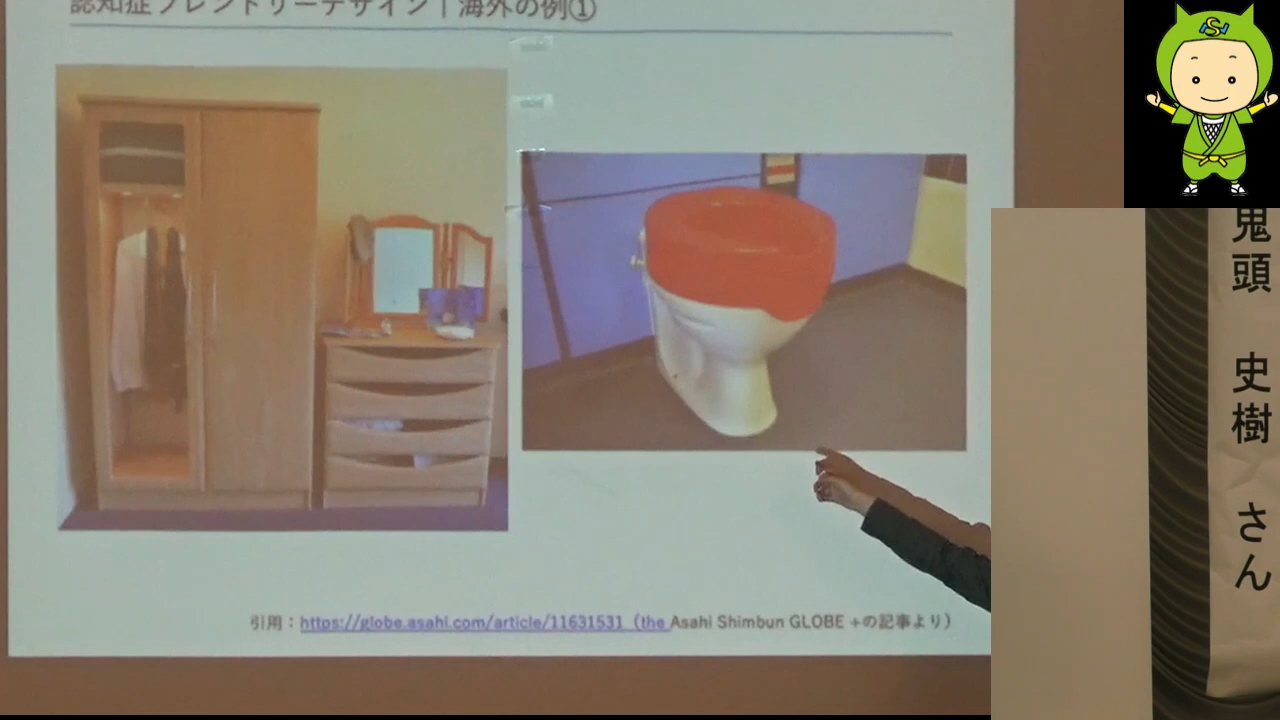 認知症フレンドリーデザイン｜海外の例①
引用：https://globe.asahi.com/article/11631531（the Asahi Shimbun GLOBE +の記事より）
S
鬼頭 史樹 さん